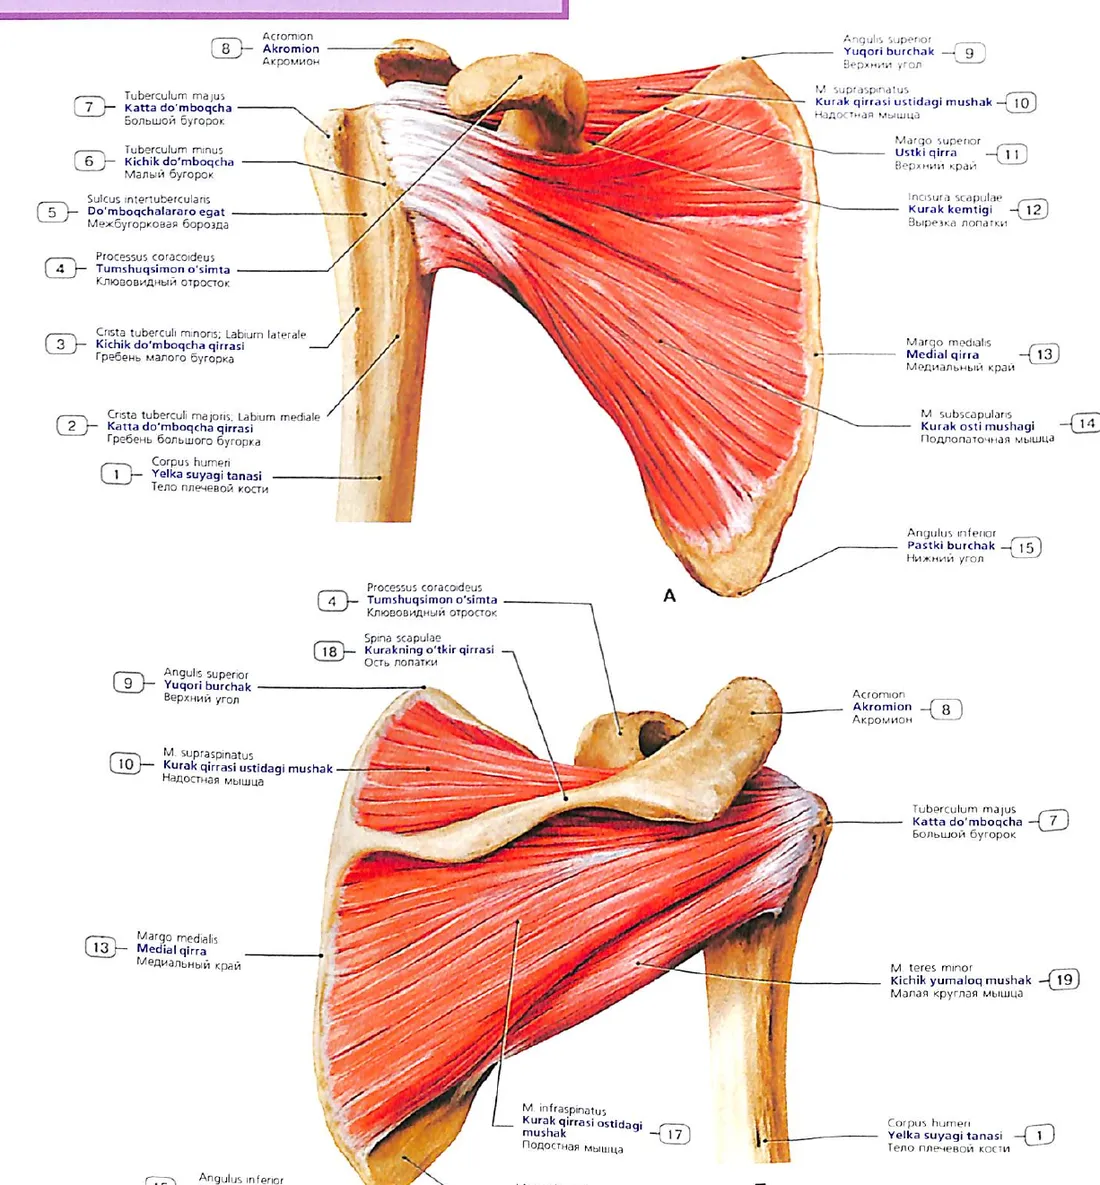 Acromion
8 Akromion
Акромион
Tuberculum majus
7 Katta do'mboqcha
Большой бугорок
Tuberculum minus
6 Kichik do'mboqcha
Малый бугорок
Sulcus intertubercularis
5 Do'mboqchalararo egat
Межбугорковая борозда
Processus coracoideus
4 Tumshuqsimon o'simta
Клювовидный отросток
Crista tuberculi minoris; Labium laterale
3 Kichik do'mboqcha qirrasi
Гребень малого бугорка
Crista tuberculi majoris; Labium mediale
2 Katta do'mboqcha qirrasi
Гребень большого бугорка
Corpus humeri
1 Yelka suyagi tanasi
Тело плечевой кости
Angulis superior
Yuqori burchak 9
Верхний угол
M. supraspinatus
Kurak qirrasi ustidagi mushak 10
Надостная мышца
Margo superior
Ustki qirra 11
Верхний край
Incisura scapulae
Kurak kemtigi 12
Вырезка лопатки
Margo medialis
Medial qirra 13
Медиальный край
M. subscapularis
Kurak osti mushagi 14
Подлопаточная мышца
Angulus inferior
Pastki burchak 15
Нижний угол
A
Processus coracoideus
4 Tumshuqsimon o'simta
Клювовидный отросток
Spina scapulae
18 Kurakning o'tkir qirrasi
Ость лопатки
Angulis superior
9 Yuqori burchak
Верхний угол
M. supraspinatus
10 Kurak qirrasi ustidagi mushak
Надостная мышца
Margo medialis
13 Medial qirra
Медиальный край
Acromion
Akromion 8
Акромион
Tuberculum majus
Katta do'mboqcha 7
Большой бугорок
M. teres minor
Kichik yumaloq mushak 19
Малая круглая мышца
M. infraspinatus
Kurak qirrasi ostidagi
mushak 17
Подостная мышца
Corpus humeri
Yelka suyagi tanasi 1
Тело плечевой кости
Angulus inferior